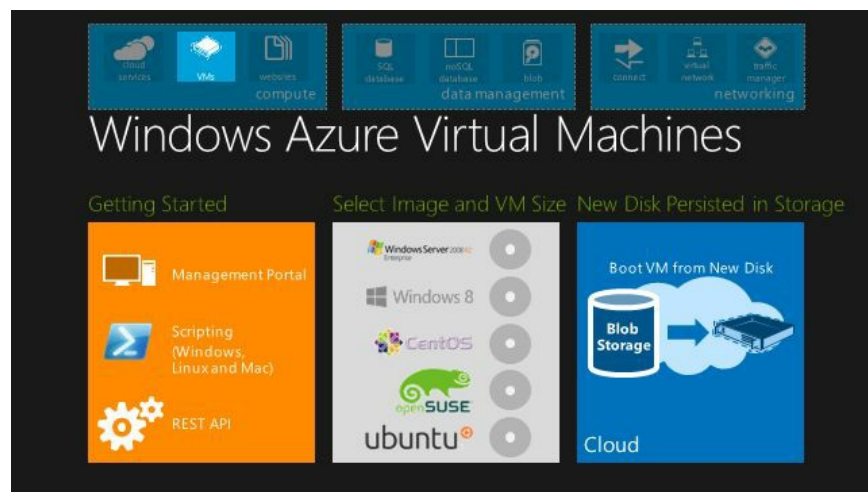 cloud
services
VMs
websites
compute
SQL
database
noSQL
database
blob
data management
connect
virtual
network
traffic
manager
networking
Windows Azure Virtual Machines
Getting Started
Management Portal
Scripting
(Windows,
Linux and Mac)
REST API
Select Image and VM Size
Windows Server 2008 R2
Enterprise
Windows 8
CentOS
openSUSE
ubuntu
New Disk Persisted in Storage
Boot VM from New Disk
Blob
Storage
Cloud